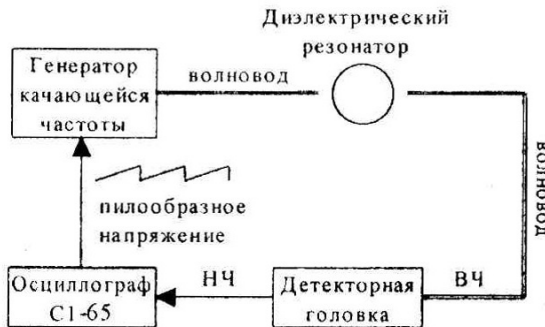 Диэлектрический
резонатор
Генератор
качающейся
частоты
волновод
волновод
пилообразное
напряжение
Осциллограф
С1-65
НЧ
Детекторная
головка
ВЧ